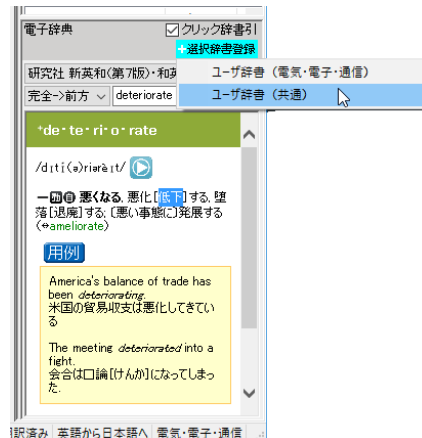 電子辞典 クリック辞書引
+選択辞書登録
研究社 新英和(第7版)・和英
ユーザ辞書 (電気・電子・通信)
完全->前方 deteriorate
ユーザ辞書 (共通)
+de・te・ri・o・rate
/dɪtí(ə)riərèɪt/
━動自 悪くなる, 悪化[低下]する, 堕
落[退廃]する; 〔悪い事態に〕発展する
(⇔ameliorate)
用例
America's balance of trade has
been deteriorating.
米国の貿易収支は悪化してきてい
る
The meeting deteriorated into a
fight.
会合は口論[けんか]になってしまっ
た.
訳済み 英語から日本語へ 電気・電子・通信